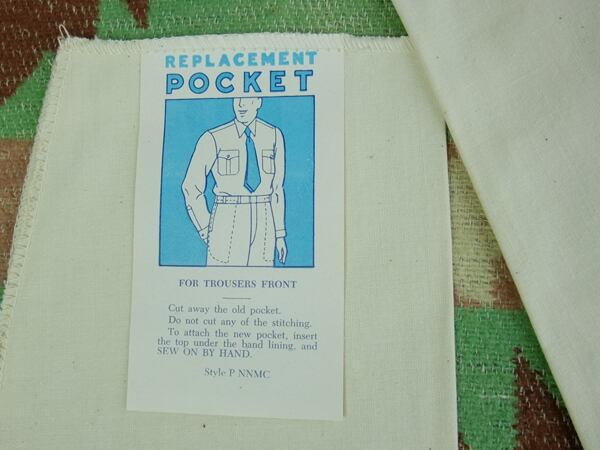 REPLACEMENT
POCKET
FOR TROUSERS FRONT
Cut away the old pocket.
Do not cut any of the stitching.
To attach the new pocket, insert
the top under the band lining, and
SEW ON BY HAND.
Style P NNMC